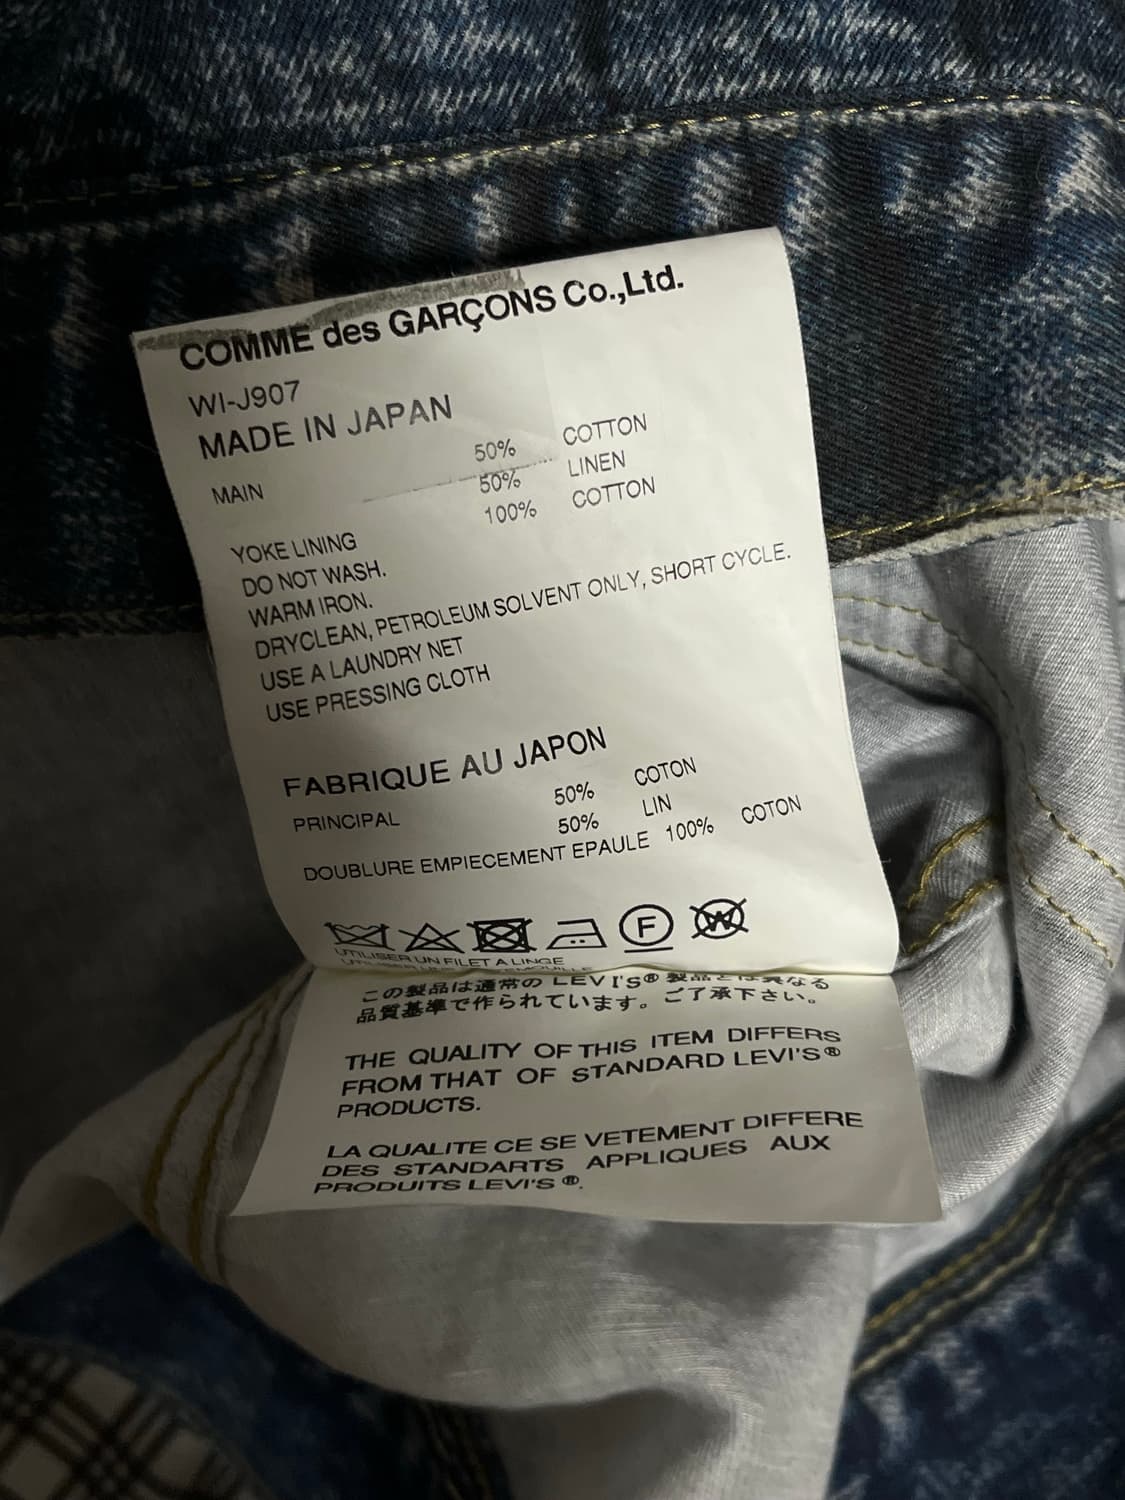 COMME des GARÇONS Co.,Ltd.
WI-J907
MADE IN JAPAN
50% COTTON
MAIN 50% LINEN
100% COTTON
YOKE LINING
DO NOT WASH.
WARM IRON.
DRYCLEAN, PETROLEUM SOLVENT ONLY, SHORT CYCLE.
USE A LAUNDRY NET
USE PRESSING CLOTH
FABRIQUE AU JAPON
50% COTON
PRINCIPAL 50% LIN
DOUBLURE EMPIECEMENT EPAULE 100% COTON
F W
UTILISER UN FILET A LINGE
この製品は通常の LEVI'S® 製品とは異なる
品質基準で作られています。ご了承下さい。
THE QUALITY OF THIS ITEM DIFFERS
FROM THAT OF STANDARD LEVI'S®
PRODUCTS.
LA QUALITE CE SE VETEMENT DIFFERE
DES STANDARTS APPLIQUES AUX
PRODUITS LEVI'S ®.